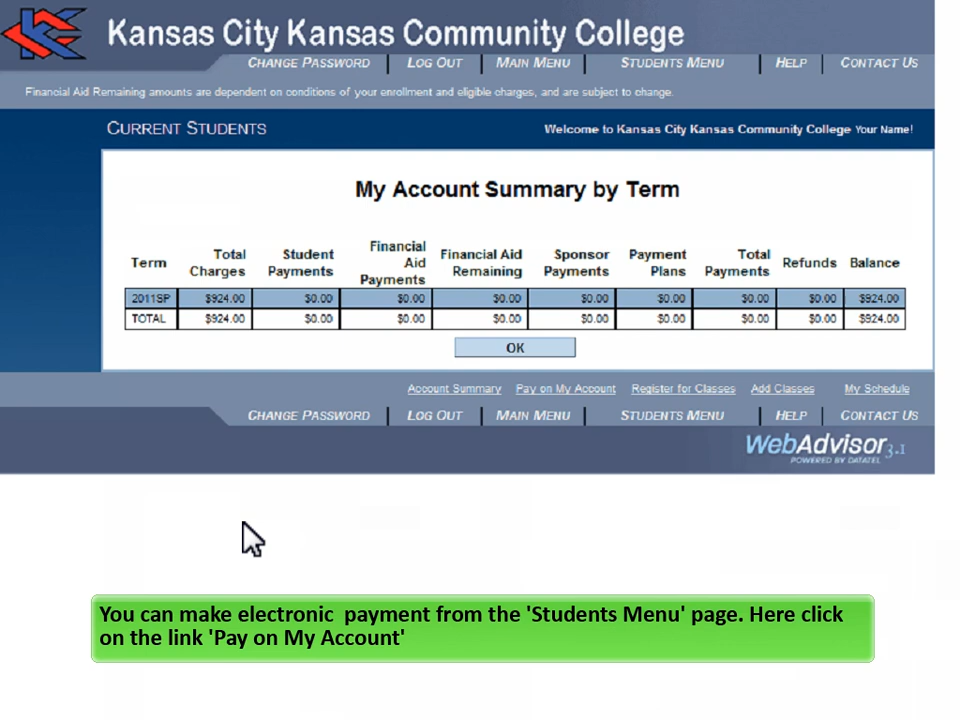 Kansas City Kansas Community College
CHANGE PASSWORD LOG OUT MAIN MENU STUDENTS MENU HELP CONTACT US
Financial Aid Remaining amounts are dependent on conditions of your enrollment and eligible charges, and are subject to change.
CURRENT STUDENTS Welcome to Kansas City Kansas Community College Your Name!
My Account Summary by Term
Term Total Charges Student Payments Financial Aid Payments Financial Aid Remaining Sponsor Payments Payment Plans Total Payments Refunds Balance
2011SP $924.00 $0.00 $0.00 $0.00 $0.00 $0.00 $0.00 $0.00 $924.00
TOTAL $924.00 $0.00 $0.00 $0.00 $0.00 $0.00 $0.00 $0.00 $924.00
OK
Account Summary Pay on My Account Register for Classes Add Classes My Schedule
CHANGE PASSWORD LOG OUT MAIN MENU STUDENTS MENU HELP CONTACT US
WebAdvisor 3.1
POWERED BY DATATEL
You can make electronic payment from the 'Students Menu' page. Here click
on the link 'Pay on My Account'